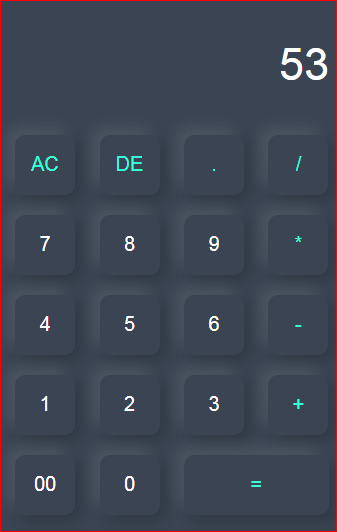 53
AC DE . /
7 8 9 *
4 5 6 -
1 2 3 +
00 0 =